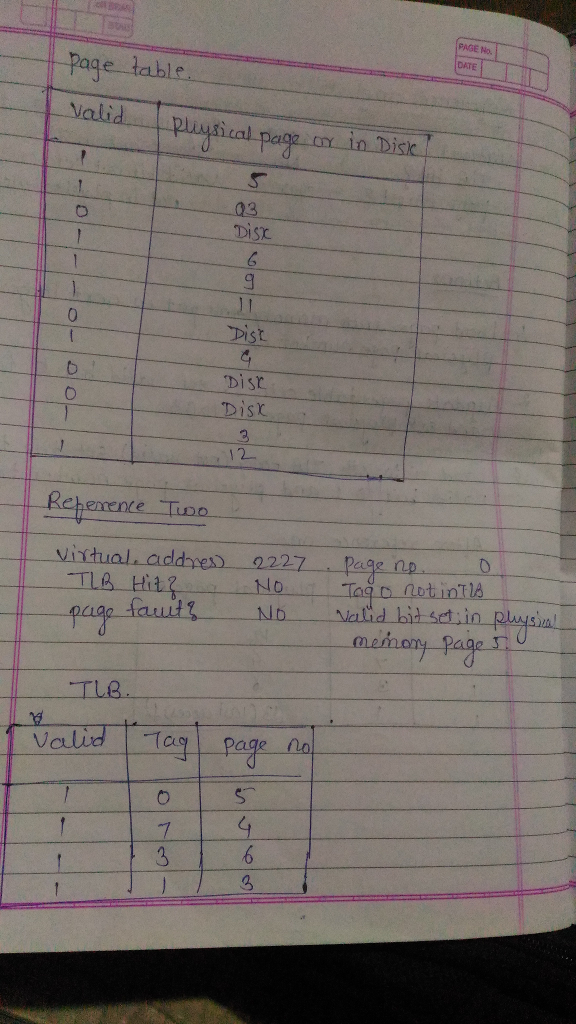 PAGE NO.
DATE
page table.
Valid physical page or in Disk
1 5
1 03
0 Disk
1 6
1 9
1 11
0 Disk
1 4
0 Disk
0 Disk
1 3
1 12
Reference Two
virtual. address 2227. page no. 0
TLB Hit? NO Tag 0 not in TLB
page fault? NO Valid bit set; in physical
memory page 5.
TLB.
Valid Tag page no
1 0 5
1 7 4
1 3 6
1 1 3